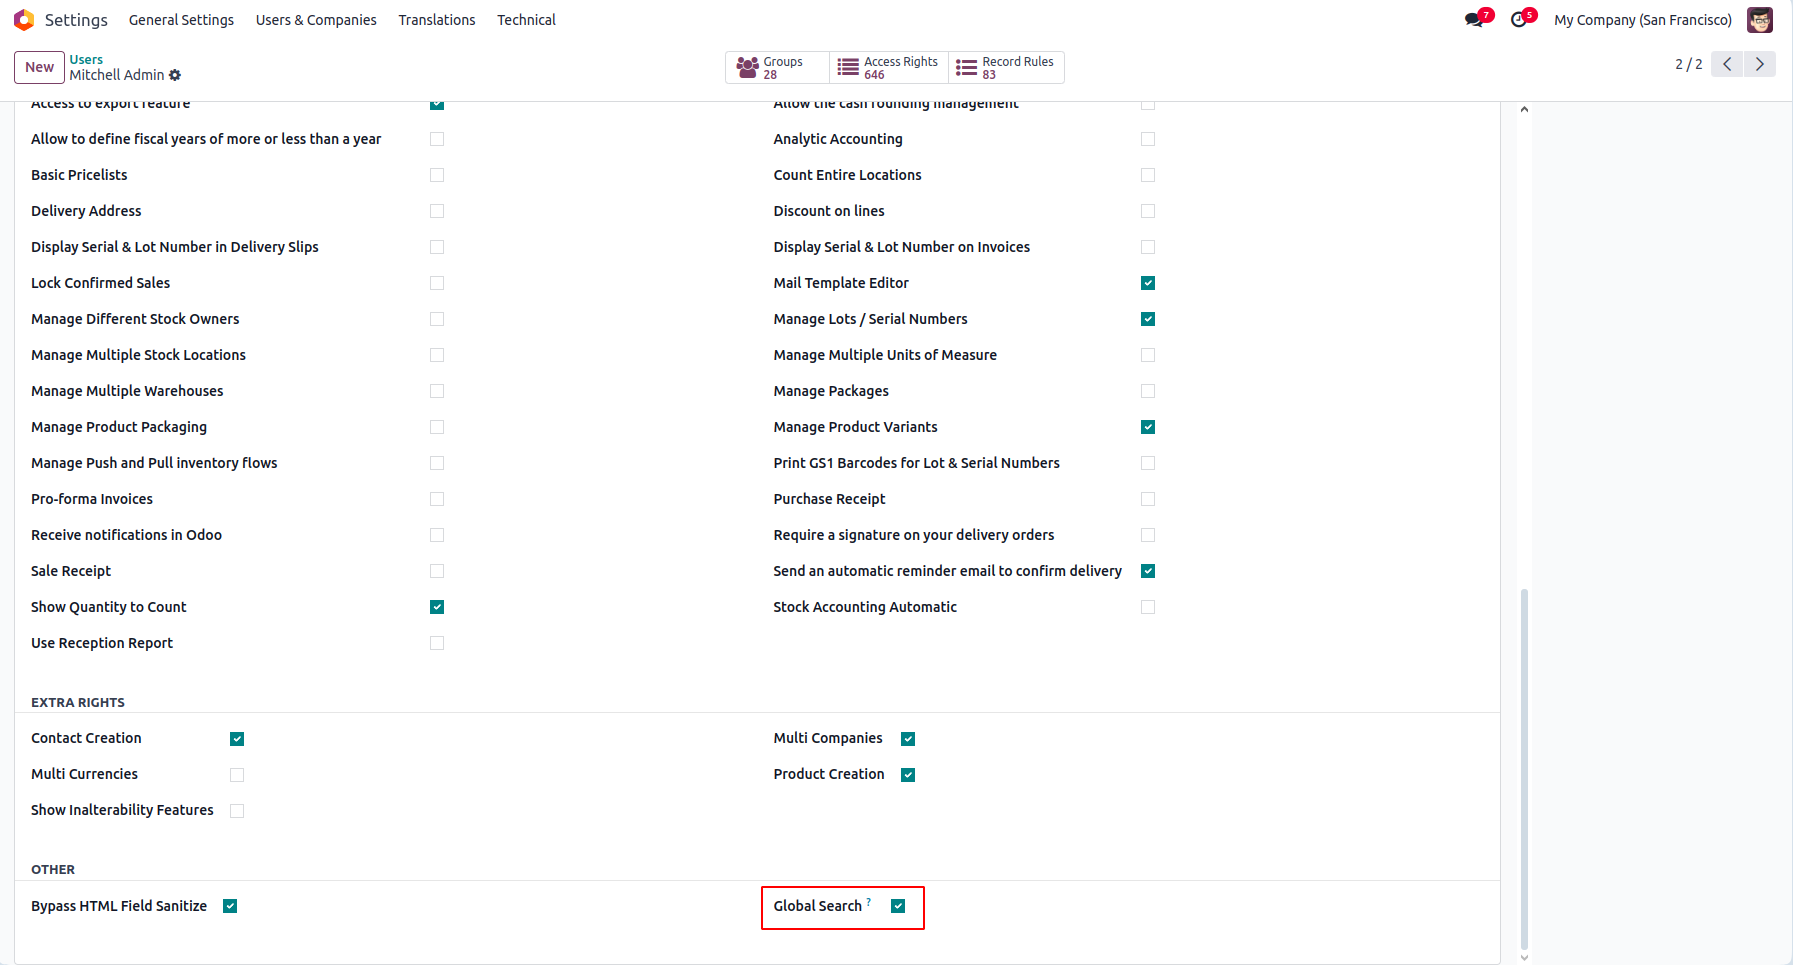 Settings General Settings Users & Companies Translations Technical 7 5 My Company (San Francisco)
New Users Groups Access Rights Record Rules
Mitchell Admin 28 646 83 2 / 2
Access to export feature Allow the cash rounding management
Allow to define fiscal years of more or less than a year Analytic Accounting
Basic Pricelists Count Entire Locations
Delivery Address Discount on lines
Display Serial & Lot Number in Delivery Slips Display Serial & Lot Number on Invoices
Lock Confirmed Sales Mail Template Editor
Manage Different Stock Owners Manage Lots / Serial Numbers
Manage Multiple Stock Locations Manage Multiple Units of Measure
Manage Multiple Warehouses Manage Packages
Manage Product Packaging Manage Product Variants
Manage Push and Pull inventory flows Print GS1 Barcodes for Lot & Serial Numbers
Pro-forma Invoices Purchase Receipt
Receive notifications in Odoo Require a signature on your delivery orders
Sale Receipt Send an automatic reminder email to confirm delivery
Show Quantity to Count Stock Accounting Automatic
Use Reception Report
EXTRA RIGHTS
Contact Creation Multi Companies
Multi Currencies Product Creation
Show Inalterability Features
OTHER
Bypass HTML Field Sanitize Global Search ?